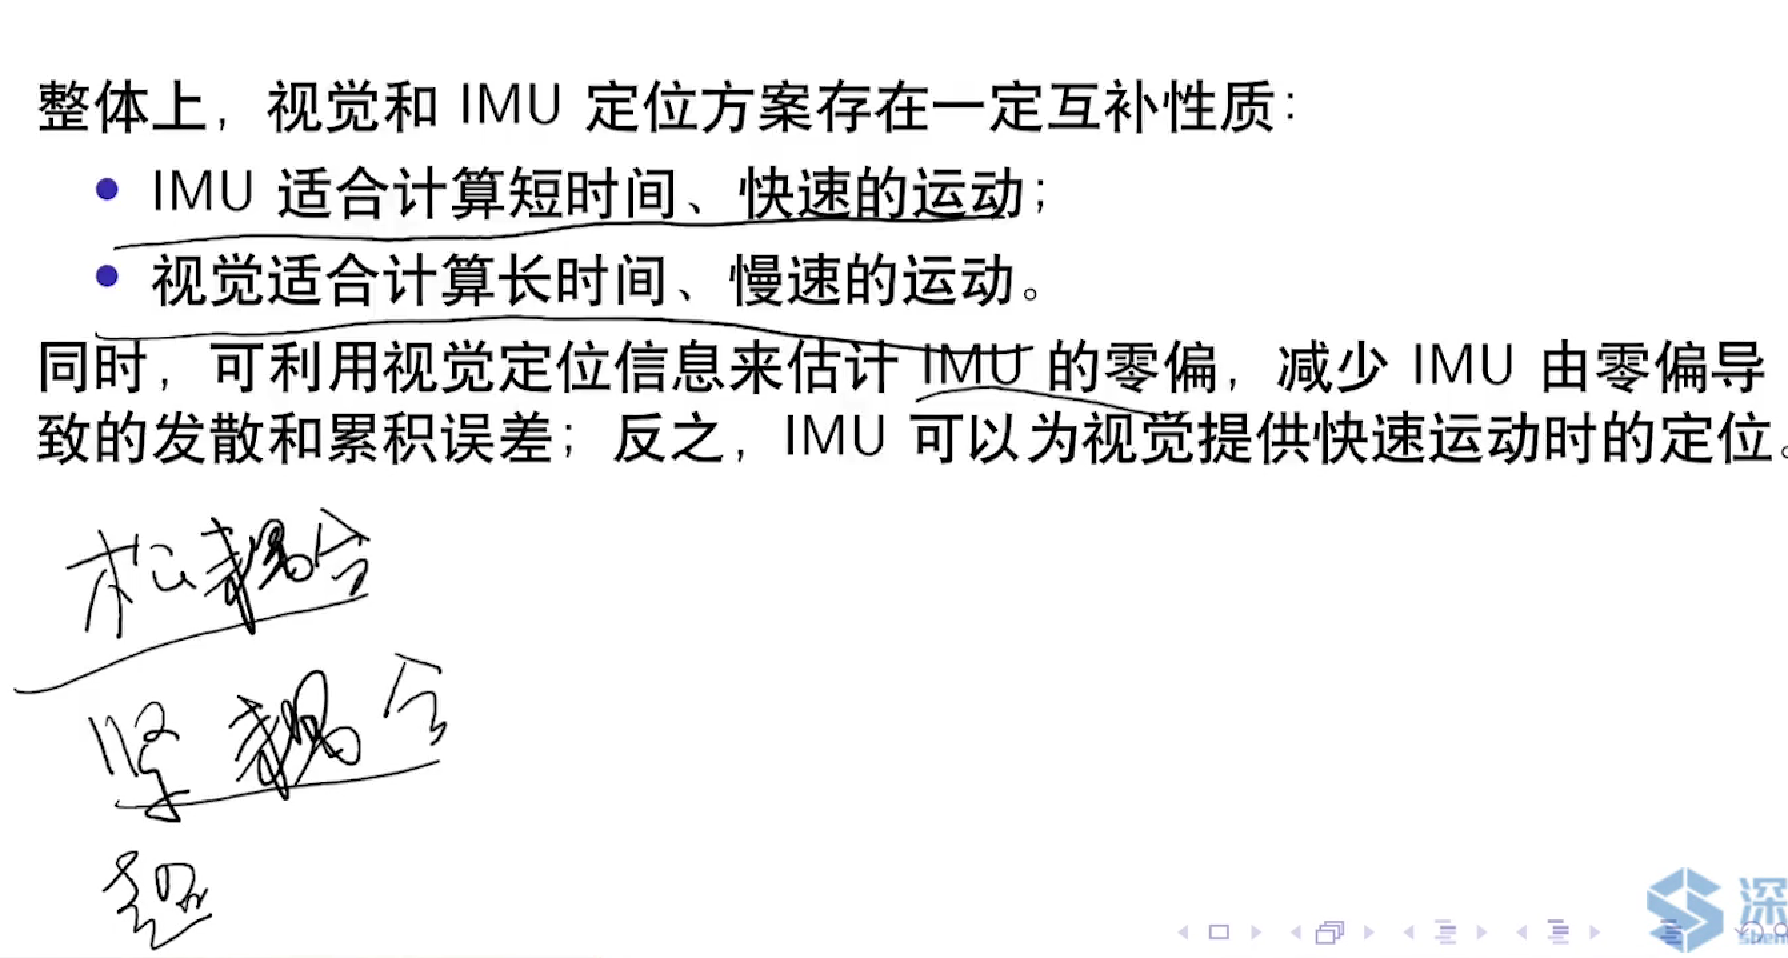 整体上，视觉和 IMU 定位方案存在一定互补性质：
IMU 适合计算短时间、快速的运动；
视觉适合计算长时间、慢速的运动。
同时，可利用视觉定位信息来估计 IMU 的零偏，减少 IMU 由零偏导
致的发散和累积误差；反之，IMU 可以为视觉提供快速运动时的定位。
松耦合
紧耦合
深